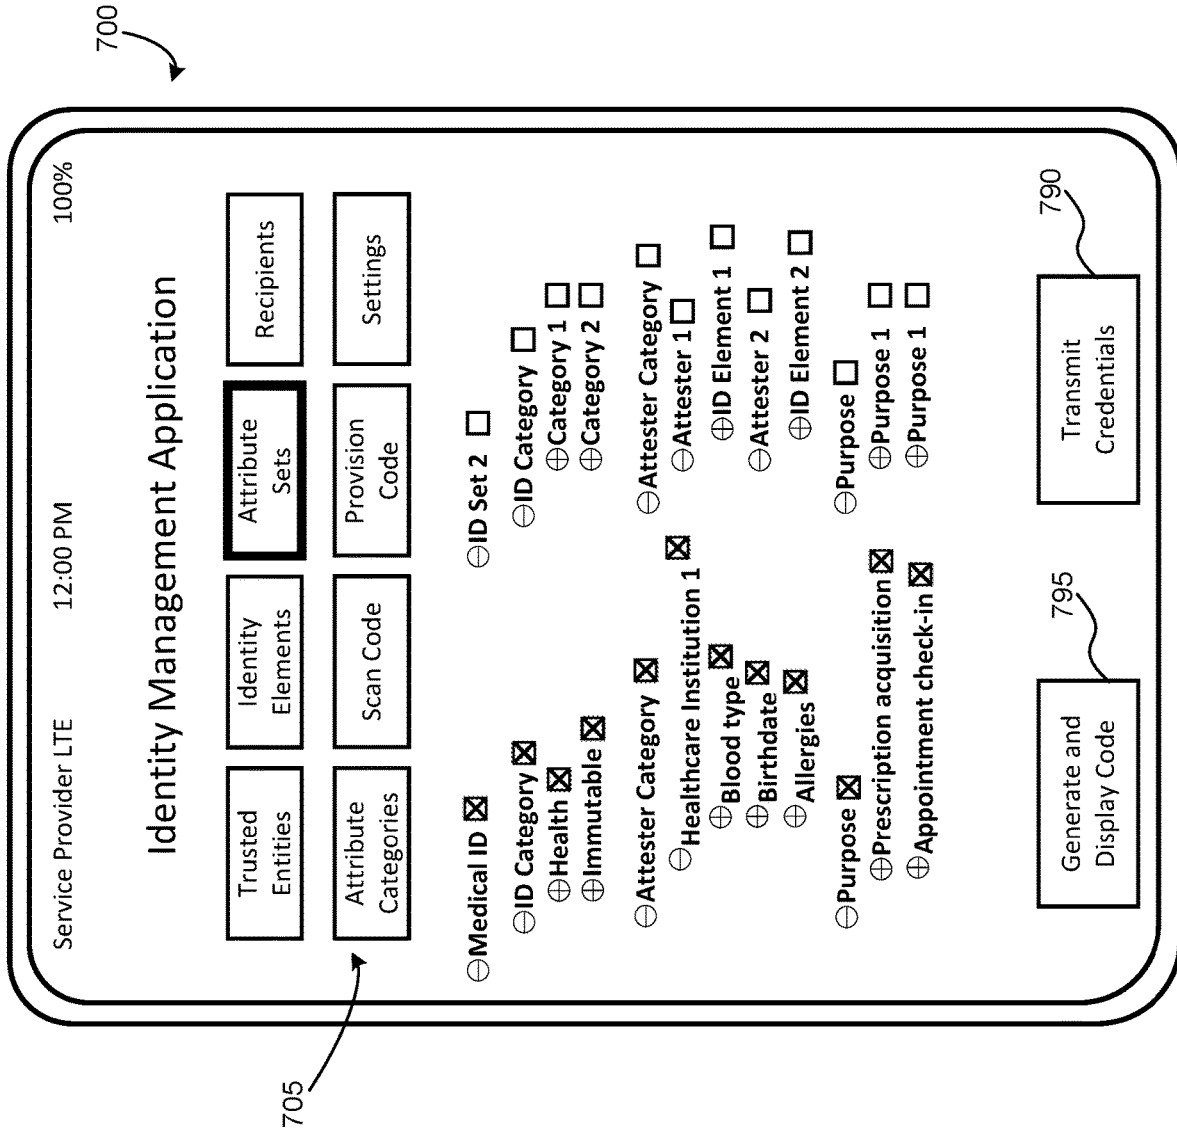 700
Service Provider LTE 12:00 PM 100%
Identity Management Application
Trusted
Entities
Identity
Elements
Attribute
Sets
Recipients
Attribute
Categories
Scan Code
Provision
Code
Settings
705
Medical ID
ID Category
Health
Immutable
Attester Category
Healthcare Institution 1
Blood type
Birthdate
Allergies
Purpose
Prescription acquisition
Appointment check-in
ID Set 2
ID Category
Category 1
Category 2
Attester Category
Attester 1
ID Element 1
Attester 2
ID Element 2
Purpose
Purpose 1
Purpose 1
795
Generate and
Display Code
790
Transmit
Credentials